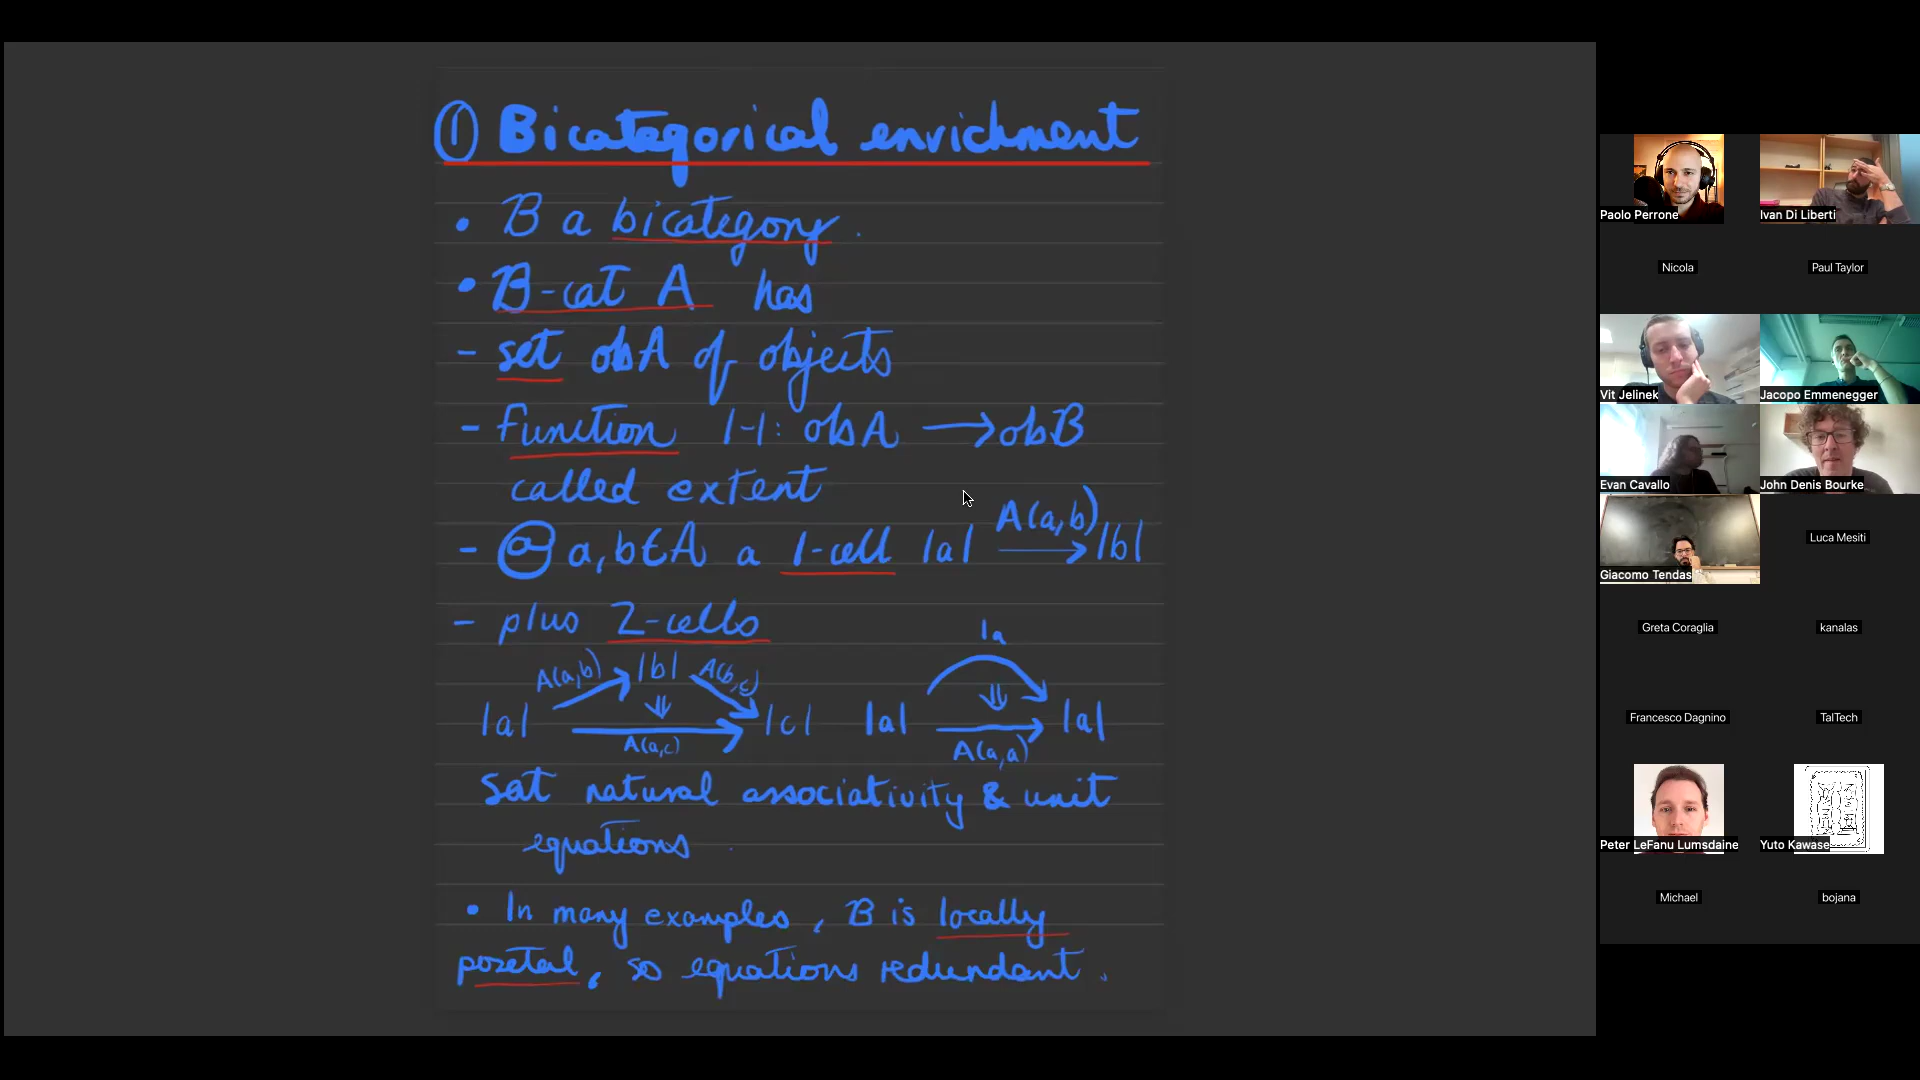 ① Bicategorical enrichment
• B a bicategory.
• B-cat A has
- set obA of objects
- function |-|: obA → obB
called extent
- @ a, b ∈ A a 1-cell |a| A(a,b) → |b|
- plus 2-cells
A(a,b) |b| A(b,c) 1a
|a| ⇓ |c| |a| ⇓ |a|
A(a,c) A(a,a)
sat natural associativity & unit
equations.
• In many examples, B is locally
posetal, so equations redundant.
Paolo Perrone
Ivan Di Liberti
Nicola
Paul Taylor
Vit Jelinek
Jacopo Emmenegger
Evan Cavallo
John Denis Bourke
Giacomo Tendas
Luca Mesiti
Greta Coraglia
kanalas
Francesco Dagnino
TalTech
Peter LeFanu Lumsdaine
Yuto Kawase
Michael
bojana